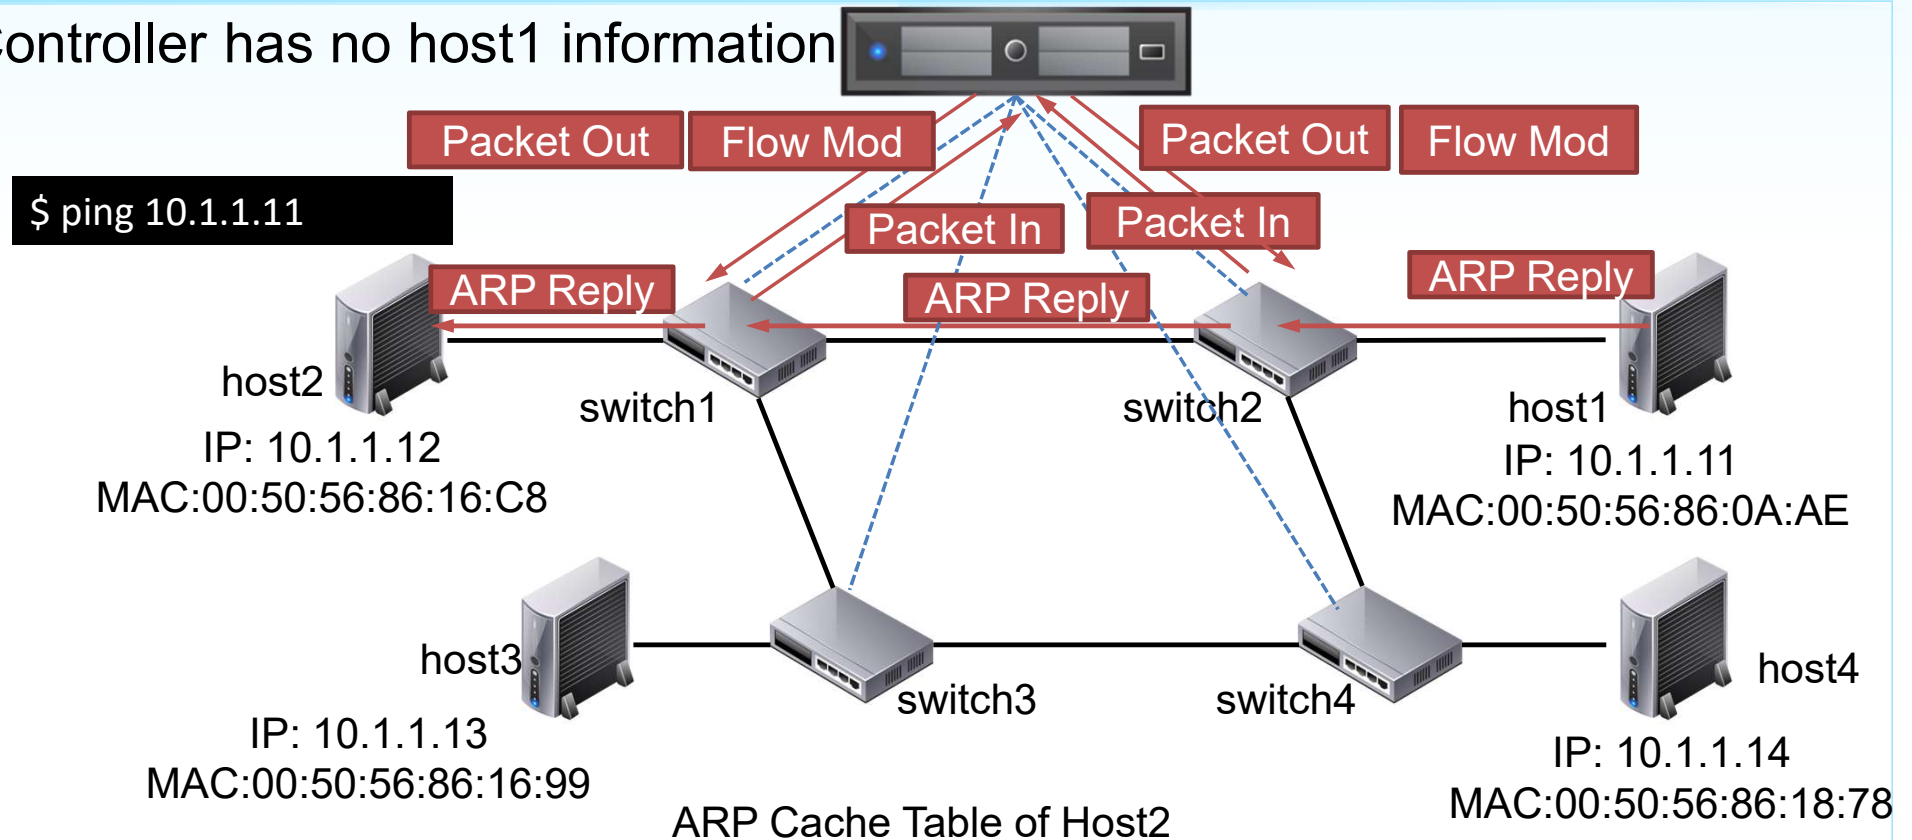 Controller has no host1 information
Packet Out
Flow Mod
Packet Out
Flow Mod
$ ping 10.1.1.11
Packet In
Packet In
ARP Reply
ARP Reply
ARP Reply
host2
switch1
switch2
host1
IP: 10.1.1.12
MAC:00:50:56:86:16:C8
IP: 10.1.1.11
MAC:00:50:56:86:0A:AE
host3
switch3
switch4
host4
IP: 10.1.1.13
MAC:00:50:56:86:16:99
IP: 10.1.1.14
MAC:00:50:56:86:18:78
ARP Cache Table of Host2